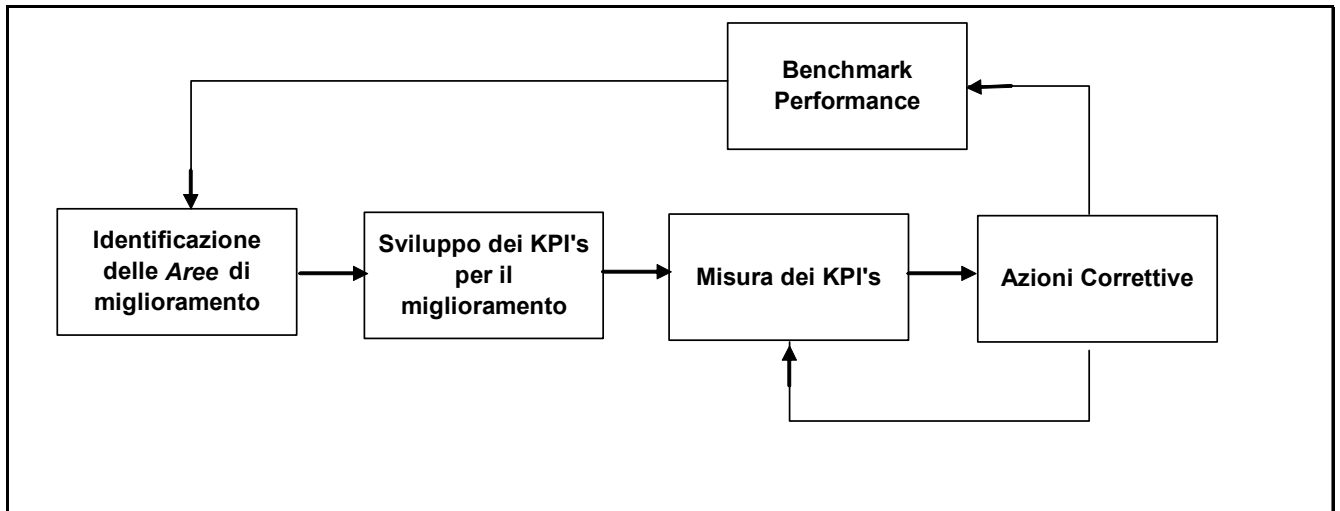 Benchmark
Performance
Identificazione
delle Aree di
miglioramento
Sviluppo dei KPI's
per il
miglioramento
Misura dei KPI's
Azioni Correttive